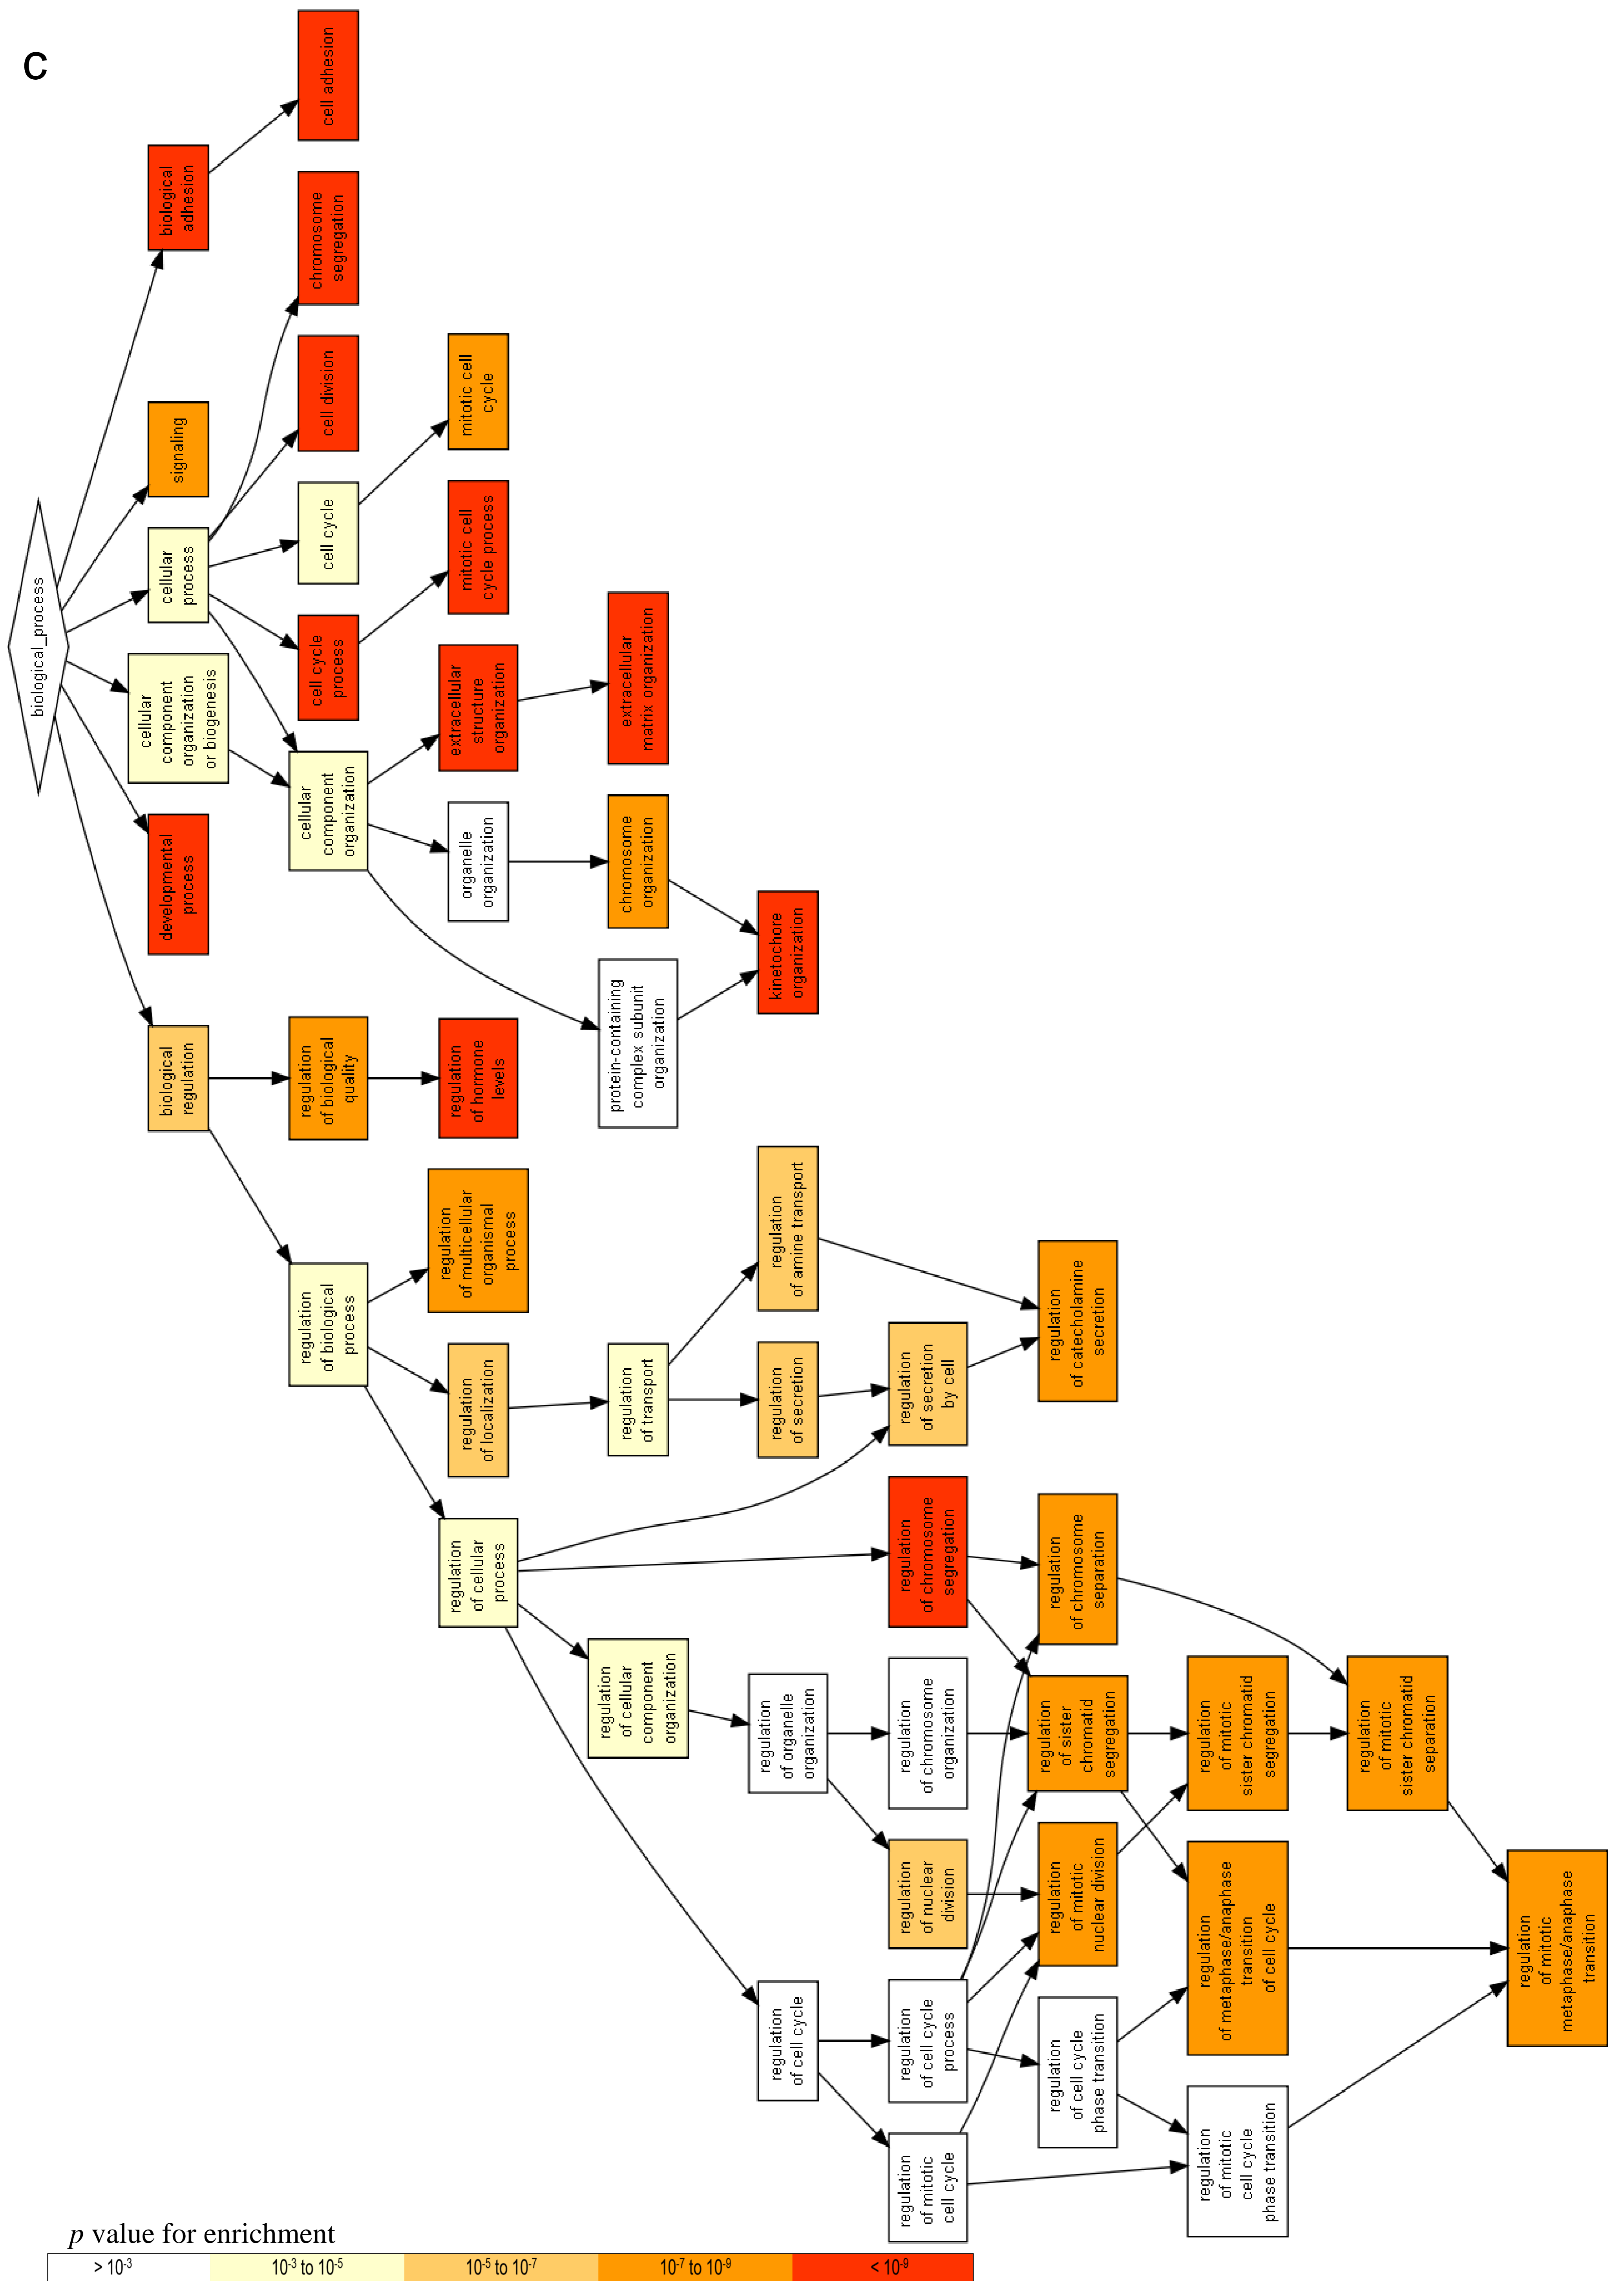 c
biological_process
biological
adhesion
cell adhesion
signaling
cellular
process
cellular
component
organization
or biogenesis
developmental
process
biological
regulation
chromosome
segregation
cell division
cell cycle
cell cycle
process
cellular
component
organization
regulation
of biological
quality
regulation
of biological
process
mitotic cell
cycle
mitotic cell
cycle process
extracellular
structure
organization
organelle
organization
regulation
of hormone
levels
regulation
of multicellular
organismal
process
regulation
of localization
regulation
of cellular
process
extracellular
matrix organization
chromosome
organization
protein-containing
complex subunit
organization
regulation
of transport
regulation
of cellular
component
organization
kinetochore
organization
regulation
of amine transport
regulation
of secretion
regulation
of organelle
organization
regulation
of cell cycle
regulation
of secretion
by cell
regulation
of chromosome
segregation
regulation
of chromosome
organization
regulation
of nuclear
division
regulation
of cell cycle
process
regulation
of mitotic
cell cycle
regulation
of catecholamine
secretion
regulation
of chromosome
separation
regulation
of sister
chromatid
segregation
regulation
of mitotic
nuclear division
regulation
of cell cycle
phase transition
regulation
of mitotic
sister chromatid
segregation
regulation
of metaphase/anaphase
transition
of cell cycle
regulation
of mitotic
cell cycle
phase transition
regulation
of mitotic
sister chromatid
separation
regulation
of mitotic
metaphase/anaphase
transition
p value for enrichment
> 10⁻³ 10⁻³ to 10⁻⁵ 10⁻⁵ to 10⁻⁷ 10⁻⁷ to 10⁻⁹ < 10⁻⁹